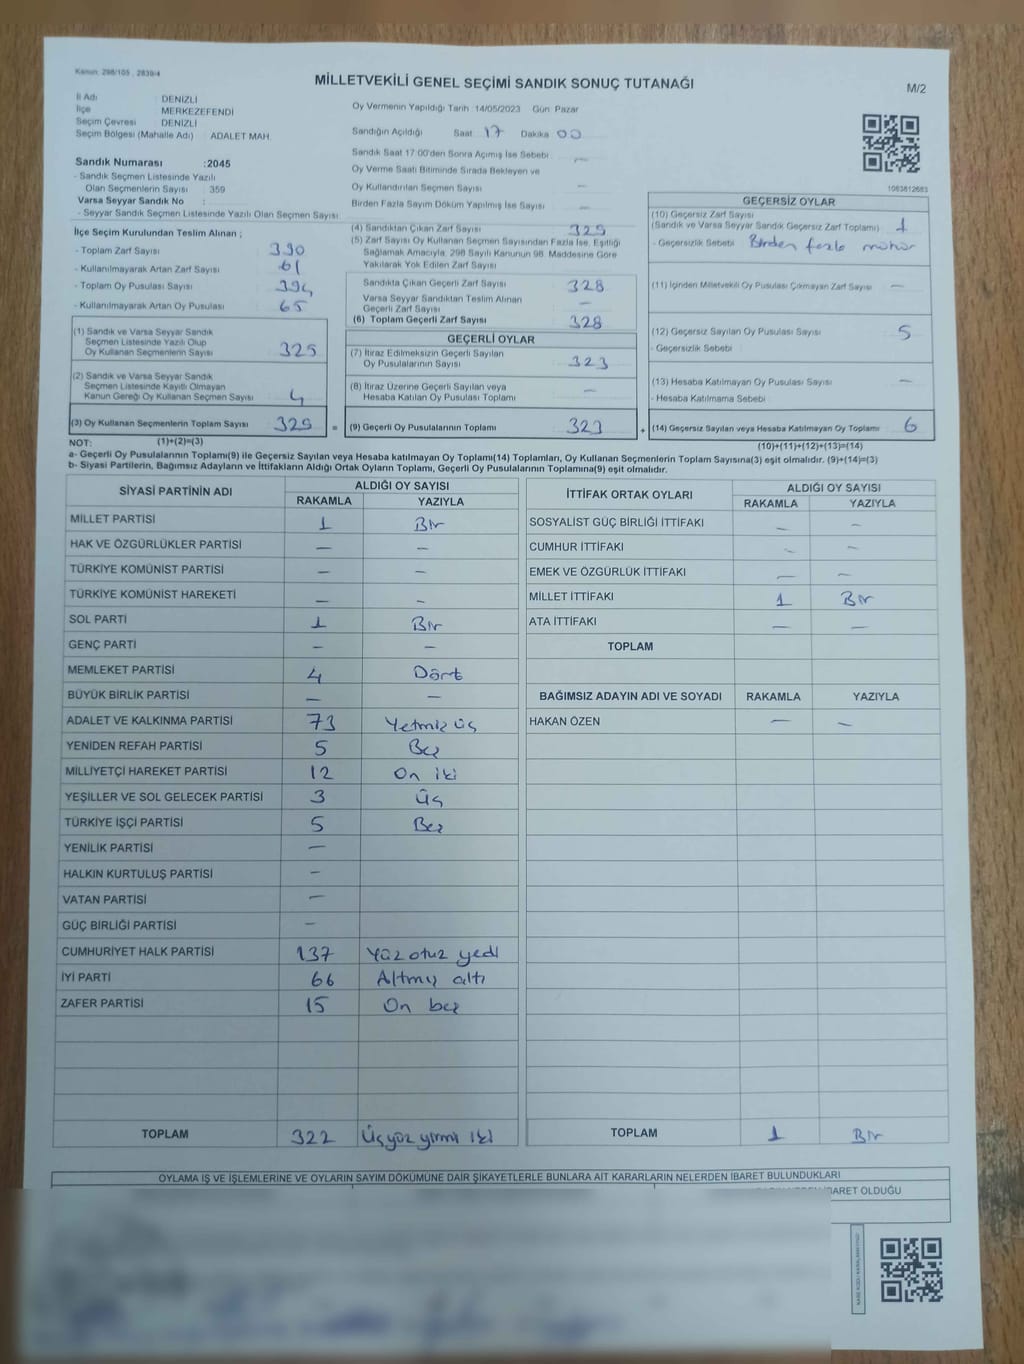 Kanun: 298/105 , 2839/4
MİLLETVEKİLİ GENEL SEÇİMİ SANDIK SONUÇ TUTANAĞI
M/2
İl Adı : DENİZLİ
İlçe : MERKEZEFENDİ
Seçim Çevresi : DENİZLİ
Seçim Bölgesi (Mahalle Adı) : ADALET MAH.
Oy Vermenin Yapıldığı Tarih :14/05/2023 Gün :Pazar
Sandığın Açıldığı Saat 17 Dakika 00
Sandık Saat 17:00'den Sonra Açımış İse Sebebi : —
Oy Verme Saati Bitiminde Sırada Bekleyen ve
Oy Kullandırılan Seçmen Sayısı —
Birden Fazla Sayım Döküm Yapılmış İse Sayısı —
Sandık Numarası :2045
- Sandık Seçmen Listesinde Yazılı
Olan Seçmenlerin Sayısı : 359
Varsa Seyyar Sandık No :
- Seyyar Sandık Seçmen Listesinde Yazılı Olan Seçmen Sayısı:
1063612683
İlçe Seçim Kurulundan Teslim Alınan ;
- Toplam Zarf Sayısı 390
- Kullanılmayarak Artan Zarf Sayısı 61
- Toplam Oy Pusulası Sayısı 394
- Kullanılmayarak Artan Oy Pusulası 65
(1) Sandık ve Varsa Seyyar Sandık
Seçmen Listesinde Yazılı Olup
Oy Kullanan Seçmenlerin Sayısı 325
(2) Sandık ve Varsa Seyyar Sandık
Seçmen Listesinde Kayıtlı Olmayan
Kanun Gereği Oy Kullanan Seçmen Sayısı 4
(3) Oy Kullanan Seçmenlerin Toplam Sayısı 329 =
(4) Sandıktan Çıkan Zarf Sayısı 329
(5) Zarf Sayısı Oy Kullanan Seçmen Sayısından Fazla İse, Eşitliği
Sağlamak Amacıyla, 298 Sayılı Kanunun 98. Maddesine Göre
Yakılarak Yok Edilen Zarf Sayısı
Sandıkta Çıkan Geçerli Zarf Sayısı 328
Varsa Seyyar Sandıktan Teslim Alınan
Geçerli Zarf Sayısı —
(6) Toplam Geçerli Zarf Sayısı 328
GEÇERLİ OYLAR
(7) İtiraz Edilmeksizin Geçerli Sayılan
Oy Pusulalarının Sayısı 323
(8) İtiraz Üzerine Geçerli Sayılan veya
Hesaba Katılan Oy Pusulası Toplamı —
(9) Geçerli Oy Pusulalarının Toplamı 323 +
GEÇERSİZ OYLAR
(10) Geçersiz Zarf Sayısı
(Sandık ve Varsa Seyyar Sandık Geçersiz Zarf Toplamı) 1
- Geçersizlik Sebebi : Birden fazla mühür
(11) İçinden Milletvekili Oy Pusulası Çıkmayan Zarf Sayısı —
(12) Geçersiz Sayılan Oy Pusulası Sayısı 5
- Geçersizlik Sebebi :
(13) Hesaba Katılmayan Oy Pusulası Sayısı —
- Hesaba Katılmama Sebebi :
(14) Geçersiz Sayılan veya Hesaba Katılmayan Oy Toplamı 6
NOT: (1)+(2)=(3) (10)+(11)+(12)+(13)=(14)
a- Geçerli Oy Pusulalarının Toplamı(9) ile Geçersiz Sayılan veya Hesaba katılmayan Oy Toplamı(14) Toplamları, Oy Kullanan Seçmenlerin Toplam Sayısına(3) eşit olmalıdır. (9)+(14)=(3)
b- Siyasi Partilerin, Bağımsız Adayların ve İttifakların Aldığı Ortak Oyların Toplamı, Geçerli Oy Pusulalarının Toplamına(9) eşit olmalıdır.
SİYASİ PARTİNİN ADI ALDIĞI OY SAYISI
RAKAMLA YAZIYLA
MİLLET PARTİSİ 1 Bir
HAK VE ÖZGÜRLÜKLER PARTİSİ — —
TÜRKİYE KOMÜNİST PARTİSİ — —
TÜRKİYE KOMÜNİST HAREKETİ — —
SOL PARTİ 1 Bir
GENÇ PARTİ — —
MEMLEKET PARTİSİ 4 Dört
BÜYÜK BİRLİK PARTİSİ — —
ADALET VE KALKINMA PARTİSİ 73 Yetmiş üç
YENİDEN REFAH PARTİSİ 5 Beş
MİLLİYETÇİ HAREKET PARTİSİ 12 On iki
YEŞİLLER VE SOL GELECEK PARTİSİ 3 Üç
TÜRKİYE İŞÇİ PARTİSİ 5 Beş
YENİLİK PARTİSİ —
HALKIN KURTULUŞ PARTİSİ —
VATAN PARTİSİ —
GÜÇ BİRLİĞİ PARTİSİ —
CUMHURİYET HALK PARTİSİ 137 Yüz otuz yedi
İYİ PARTİ 66 Altmış altı
ZAFER PARTİSİ 15 On beş
TOPLAM 322 Üçyüz yirmi iki
İTTİFAK ORTAK OYLARI ALDIĞI OY SAYISI
RAKAMLA YAZIYLA
SOSYALİST GÜÇ BİRLİĞİ İTTİFAKI — —
CUMHUR İTTİFAKI — —
EMEK VE ÖZGÜRLÜK İTTİFAKI — —
MİLLET İTTİFAKI 1 Bir
ATA İTTİFAKI — —
TOPLAM
BAĞIMSIZ ADAYIN ADI VE SOYADI RAKAMLA YAZIYLA
HAKAN ÖZEN — —
TOPLAM 1 Bir
OYLAMA İŞ VE İŞLEMLERİNE VE OYLARIN SAYIM DÖKÜMÜNE DAİR ŞİKAYETLERLE BUNLARA AİT KARARLARIN NELERDEN İBARET BULUNDUKLARI
İBARET OLDUĞU